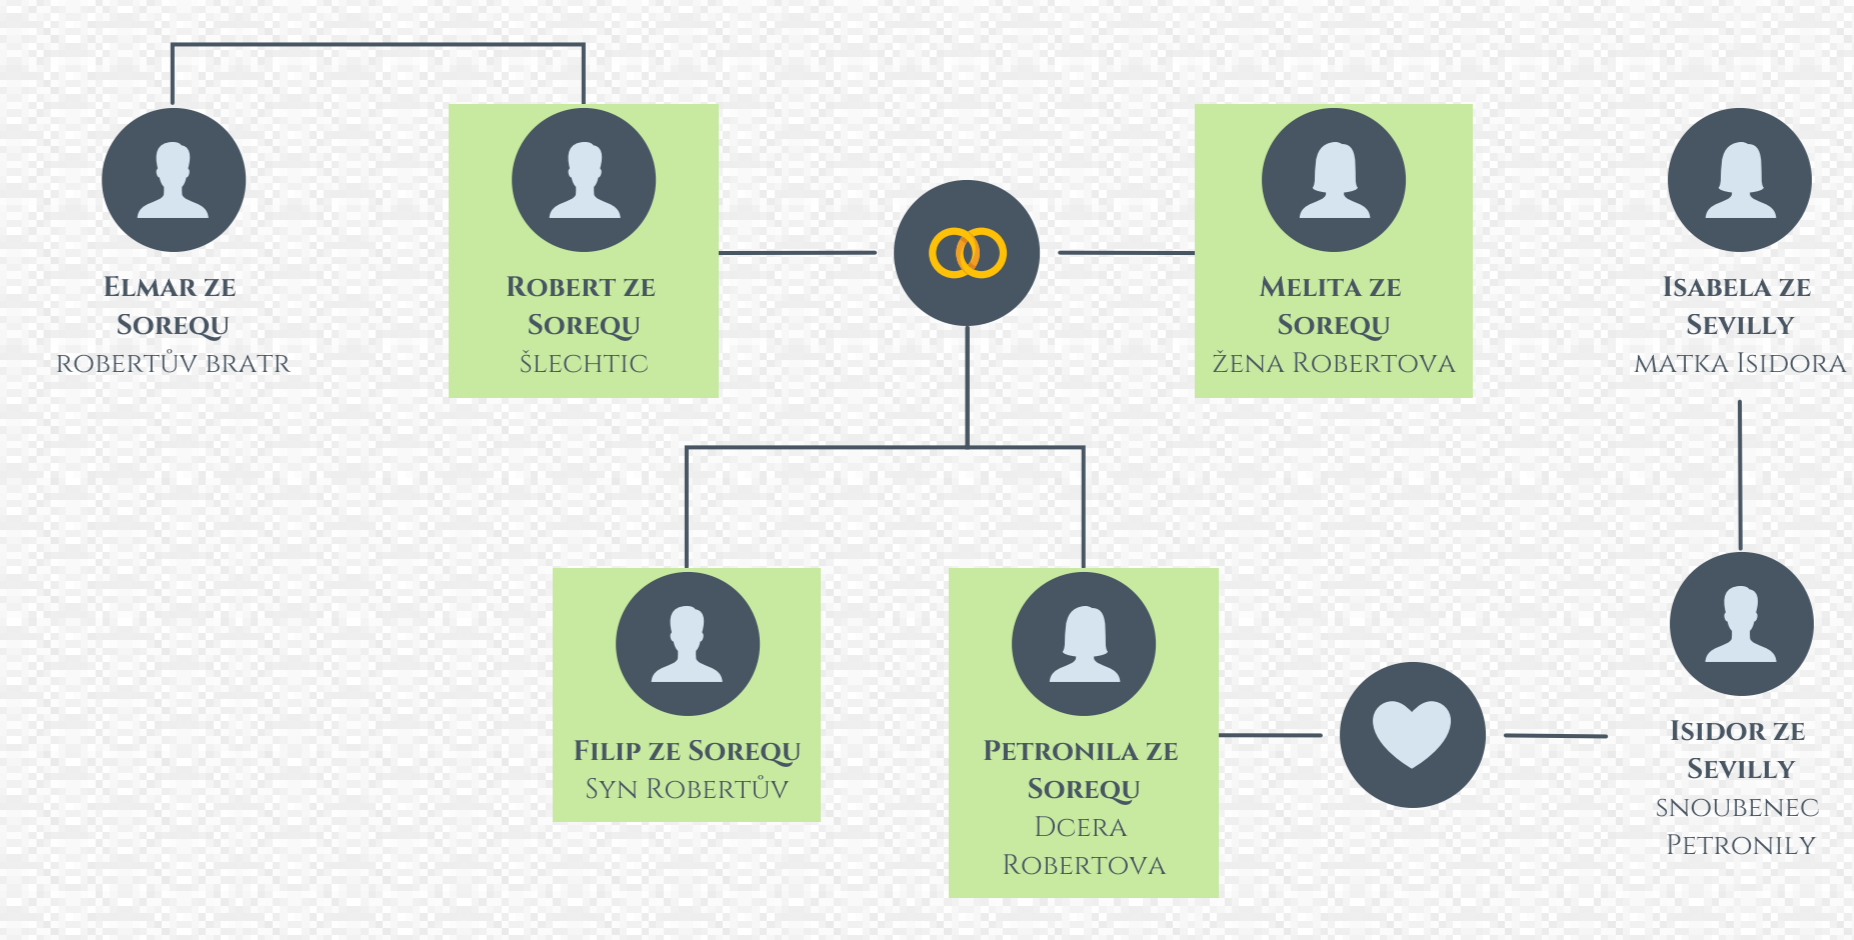 Elmar ze
Sorequ
Robertův bratr
Robert ze
Sorequ
šlechtic
Melita ze
Sorequ
žena Robertova
Isabela ze
Sevilly
matka Isidora
Filip ze Sorequ
Syn Robertův
Petronila ze
Sorequ
Dcera
Robertova
Isidor ze
Sevilly
snoubenec
Petronily